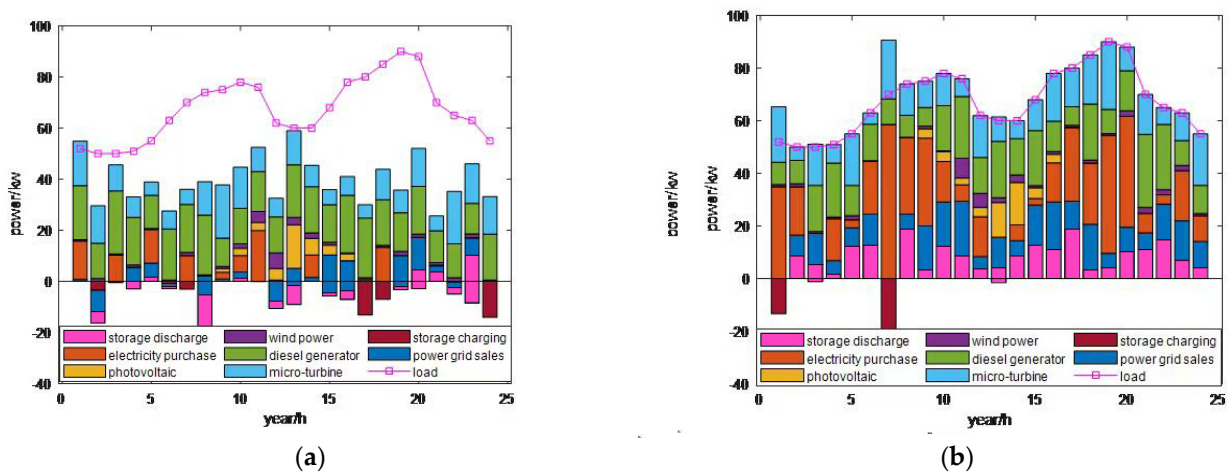 100
80
60
40
20
0
-20
-40
power/kw
storage discharge
wind power
storage charging
electricity purchase
diesel generator
power grid sales
photovoltaic
micro-turbine
load
0
5
10
15
20
25
year/h
(a)
100
80
60
40
20
0
-20
-40
power/kw
power/kw
storage discharge
wind power
storage charging
electricity purchase
diesel generator
power grid sales
photovoltaic
micro-turbine
load
0
5
10
15
20
25
year/h
(b)